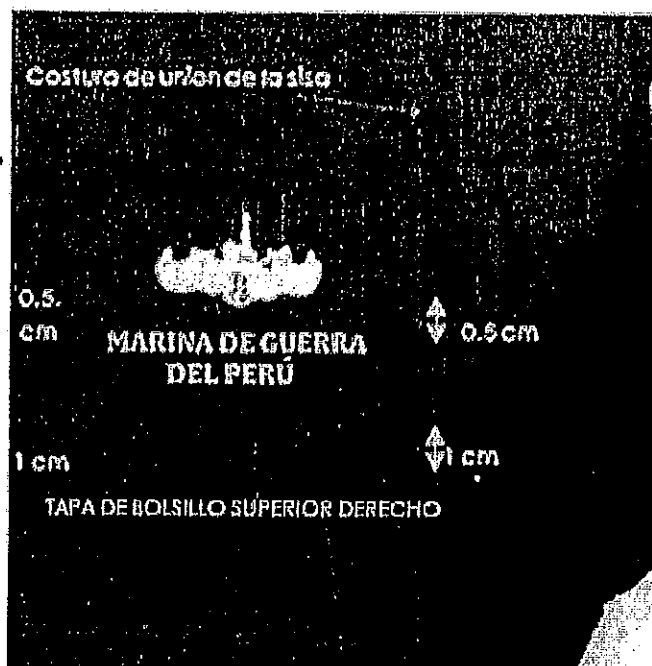 Costura de union de la sisa
0.5.
cm
0.5 cm
MARINA DE GUERRA
DEL PERÚ
1 cm
1 cm
TAPA DE BOLSILLO SUPERIOR DERECHO